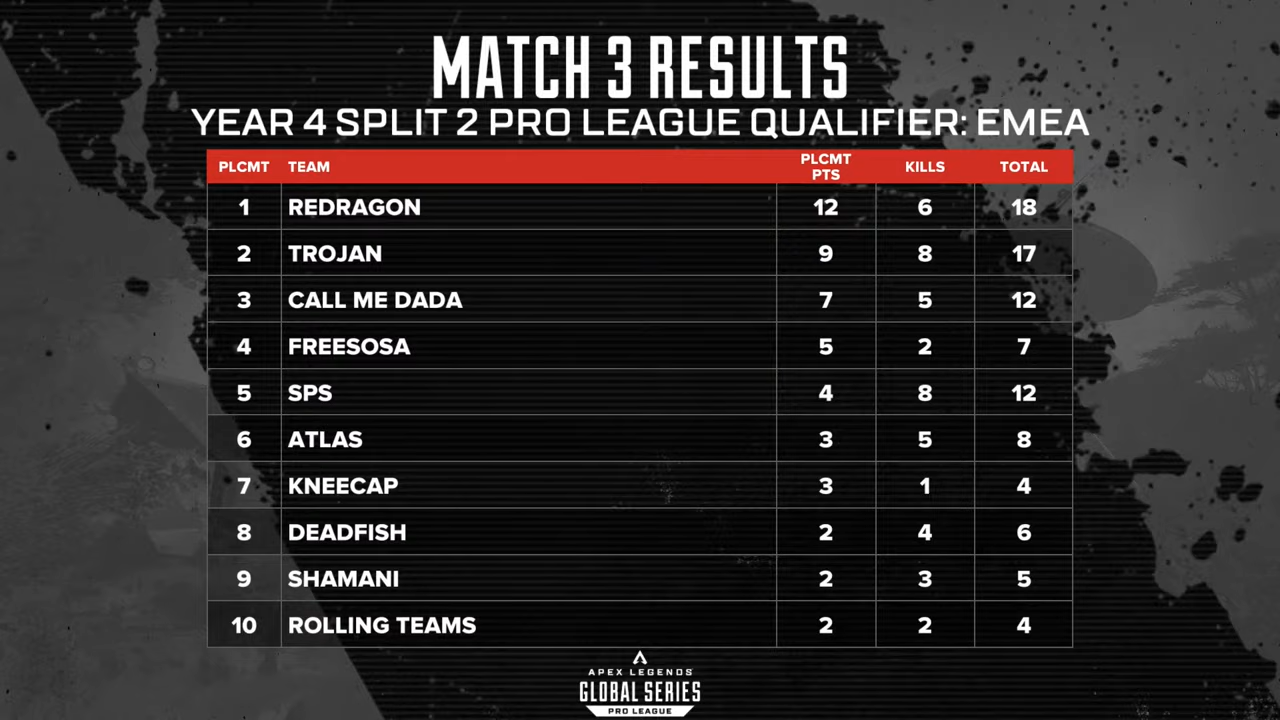 MATCH 3 RESULTS
YEAR 4 SPLIT 2 PRO LEAGUE QUALIFIER: EMEA
PLCMT TEAM PLCMT PTS KILLS TOTAL
1 REDRAGON 12 6 18
2 TROJAN 9 8 17
3 CALL ME DADA 7 5 12
4 FREESOSA 5 2 7
5 SPS 4 8 12
6 ATLAS 3 5 8
7 KNEECAP 3 1 4
8 DEADFISH 2 4 6
9 SHAMANI 2 3 5
10 ROLLING TEAMS 2 2 4
APEX LEGENDS
GLOBAL SERIES
PRO LEAGUE